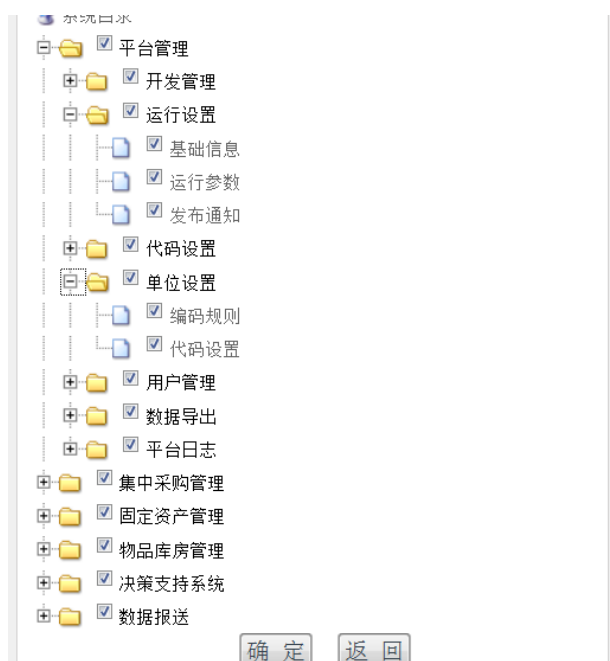 系统目录
平台管理
开发管理
运行设置
基础信息
运行参数
发布通知
代码设置
单位设置
编码规则
代码设置
用户管理
数据导出
平台日志
集中采购管理
固定资产管理
物品库房管理
决策支持系统
数据报送
确 定 返 回